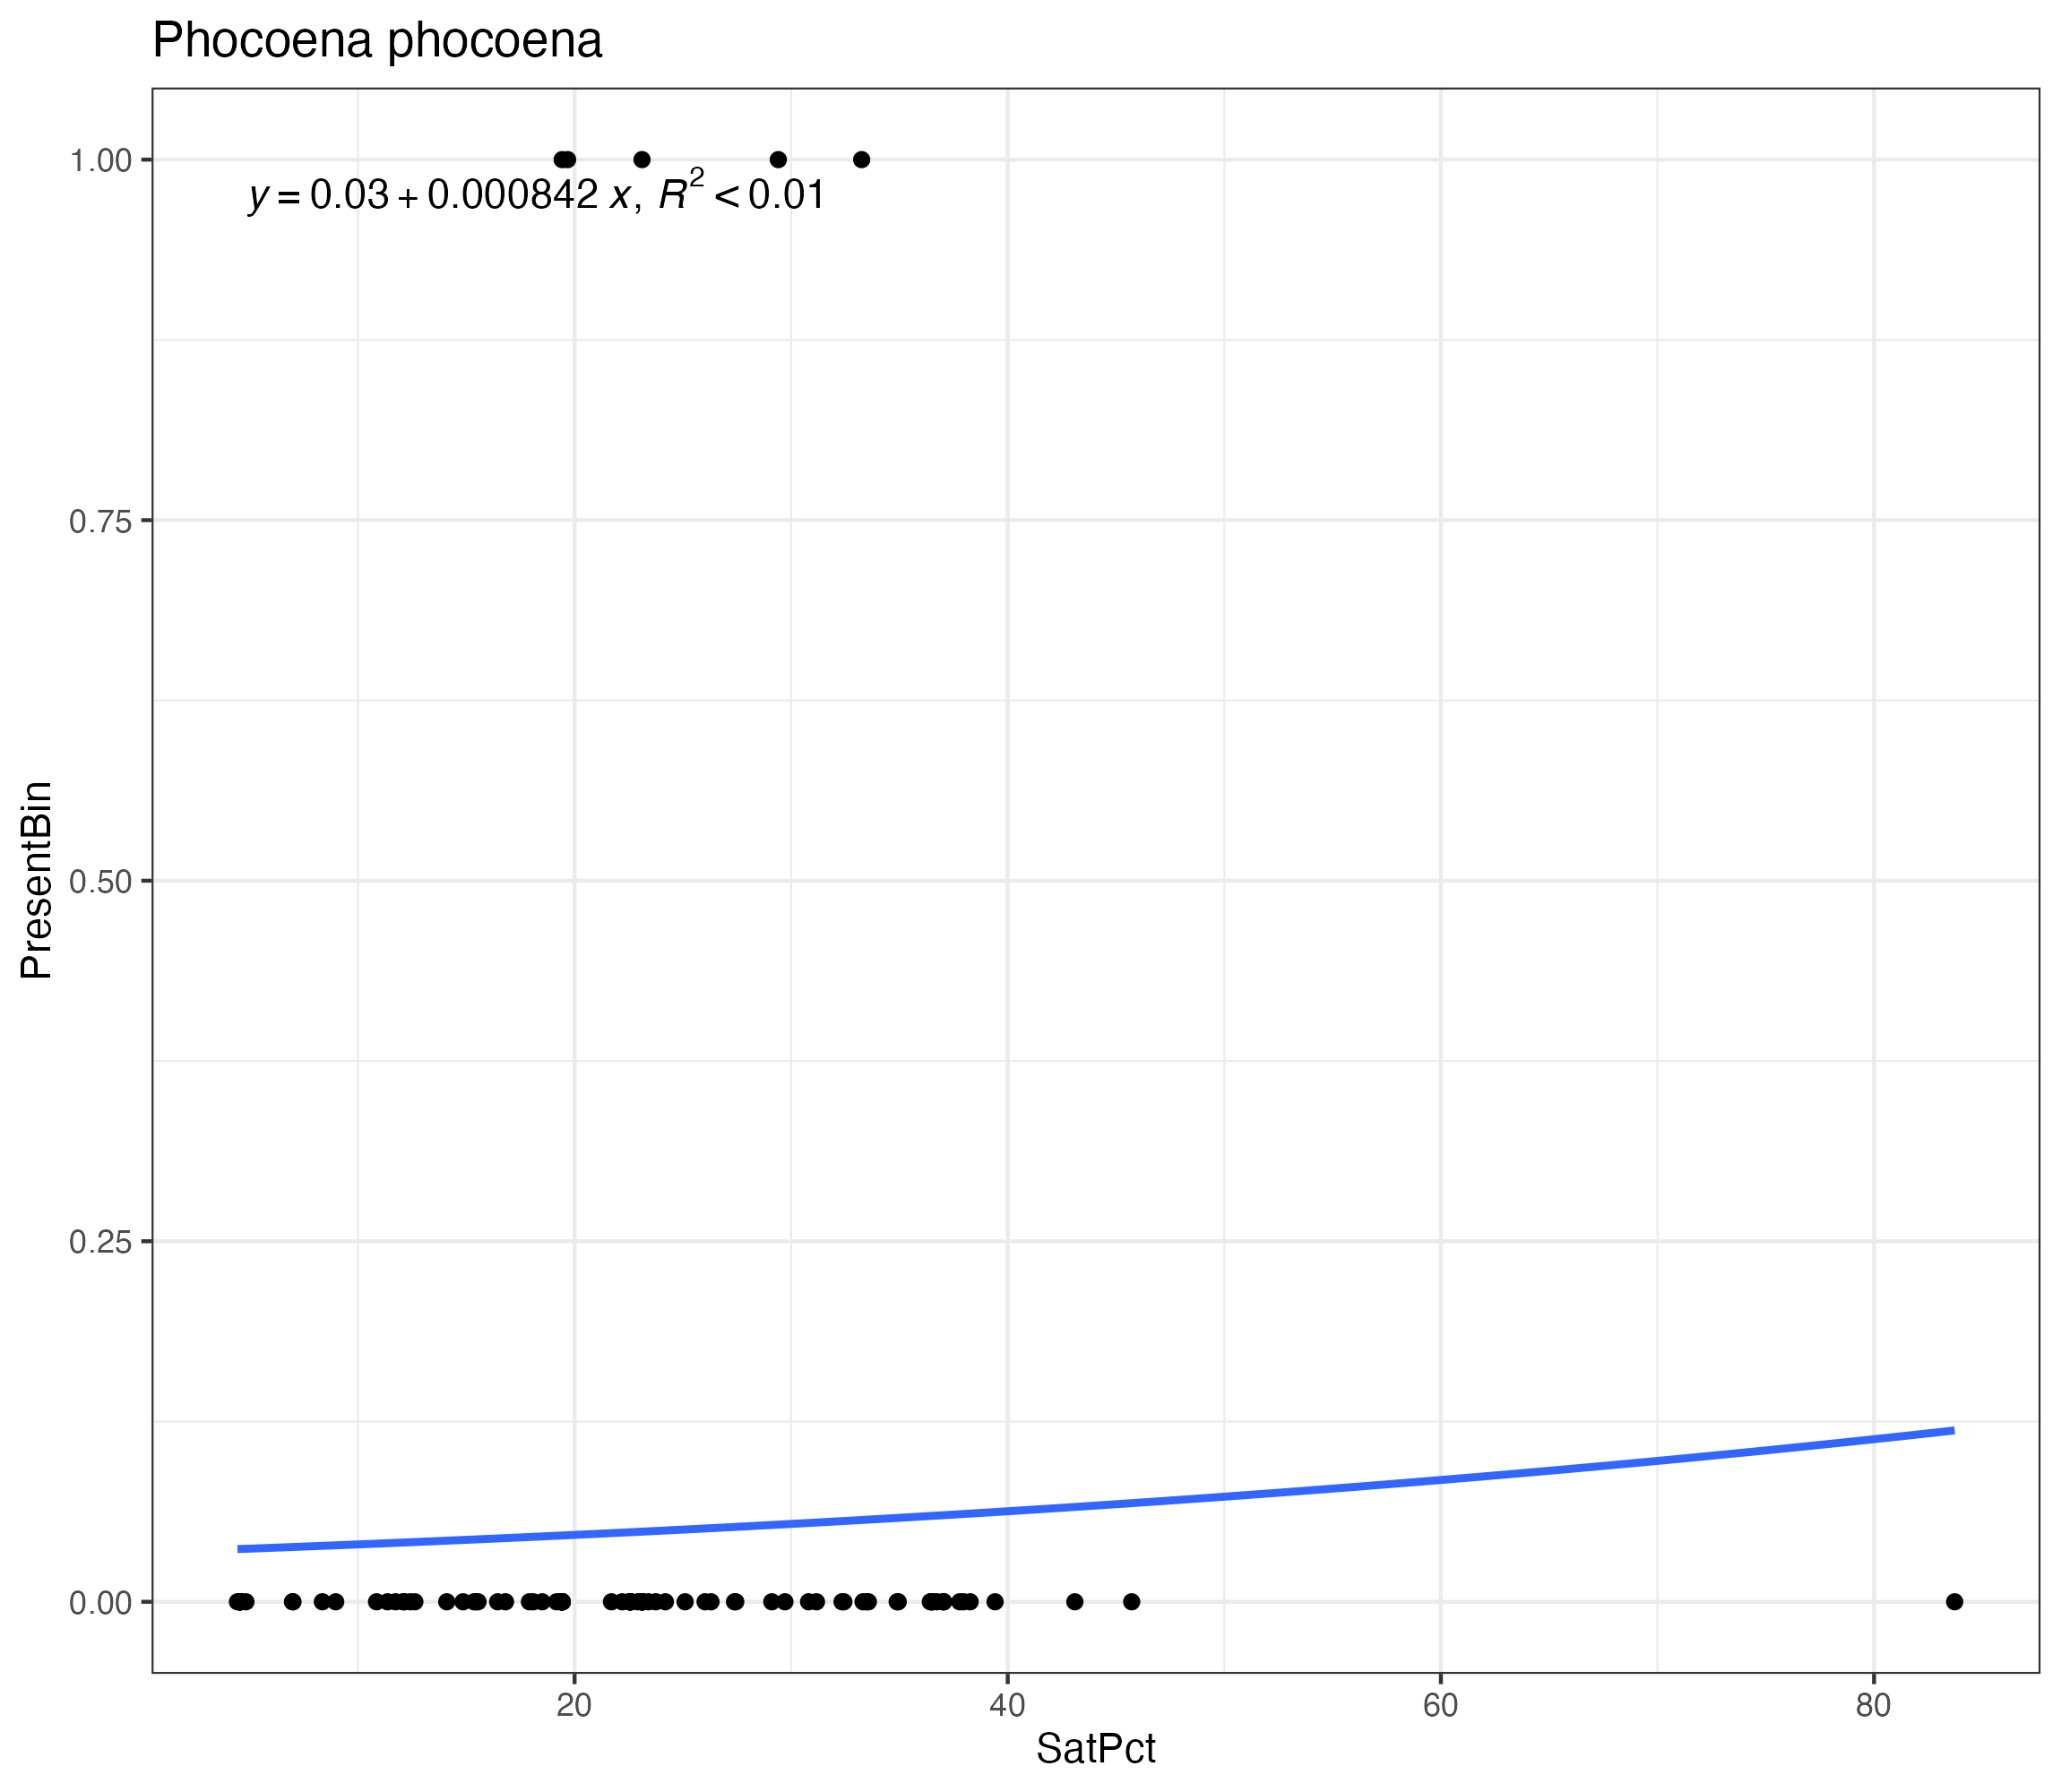 Phocoena phocoena
1.00
y = 0.03 + 0.000842 x, R² < 0.01
0.75
0.50
0.25
0.00
PresentBin
20 40 60 80
SatPct